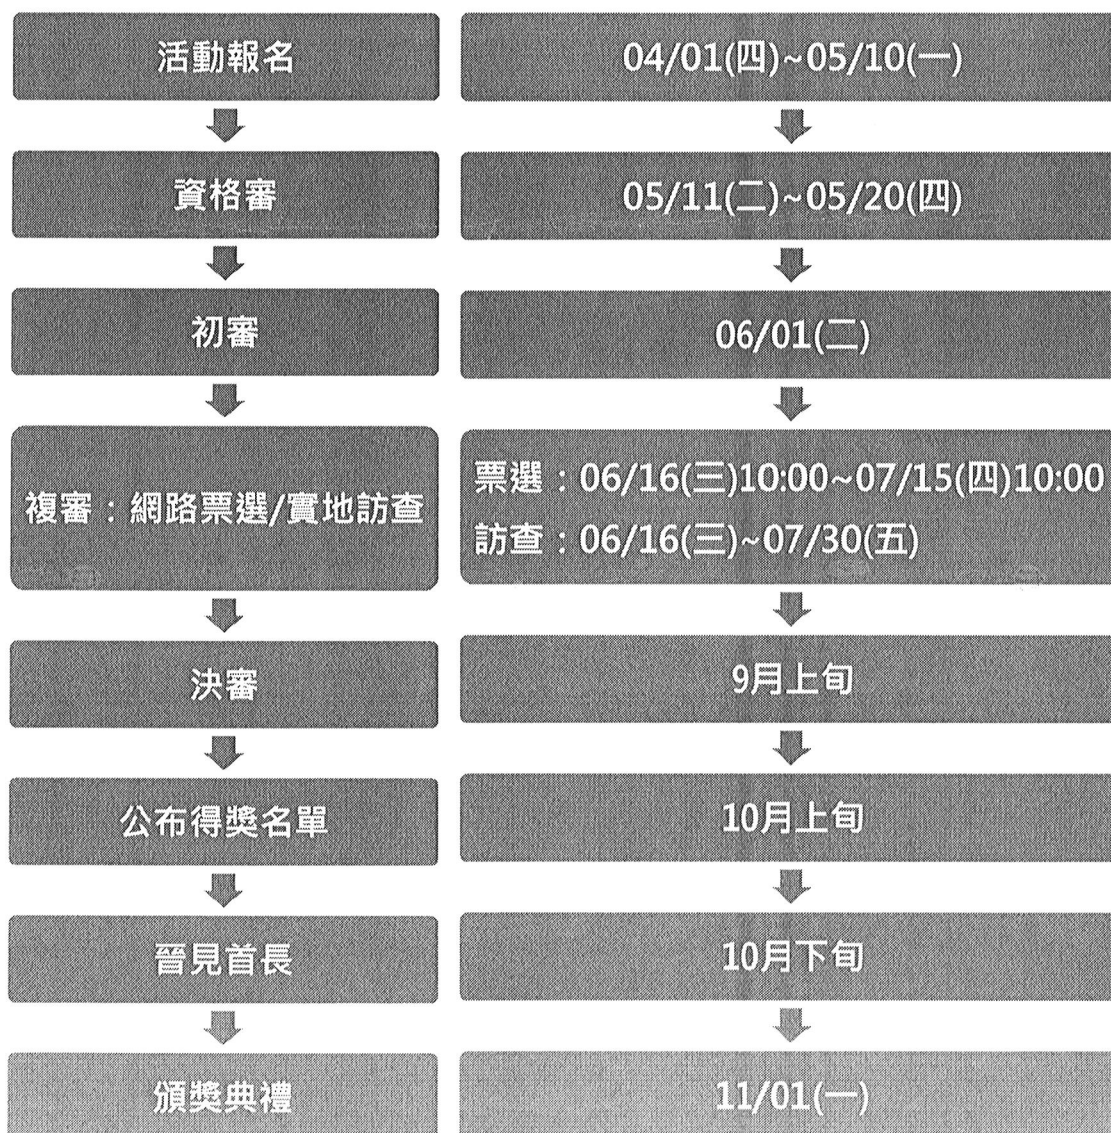 活動報名
04/01(四)~05/10(一)
資格審
05/11(二)~05/20(四)
初審
06/01(二)
複審：網路票選/實地訪查
票選：06/16(三)10:00~07/15(四)10:00
訪查：06/16(三)~07/30(五)
決審
9月上旬
公布得獎名單
10月上旬
晉見首長
10月下旬
頒獎典禮
11/01(一)